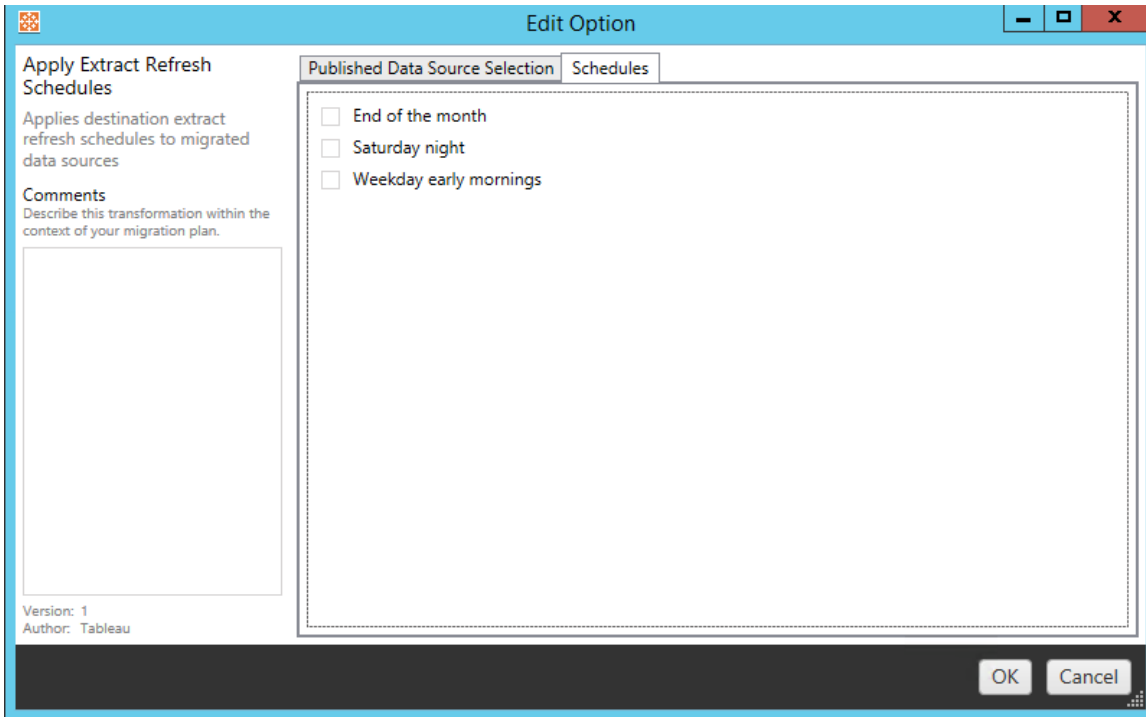 Edit Option
Apply Extract Refresh
Schedules
Applies destination extract
refresh schedules to migrated
data sources
Comments
Describe this transformation within the
context of your migration plan.
Version: 1
Author: Tableau
Published Data Source Selection
Schedules
End of the month
Saturday night
Weekday early mornings
OK
Cancel